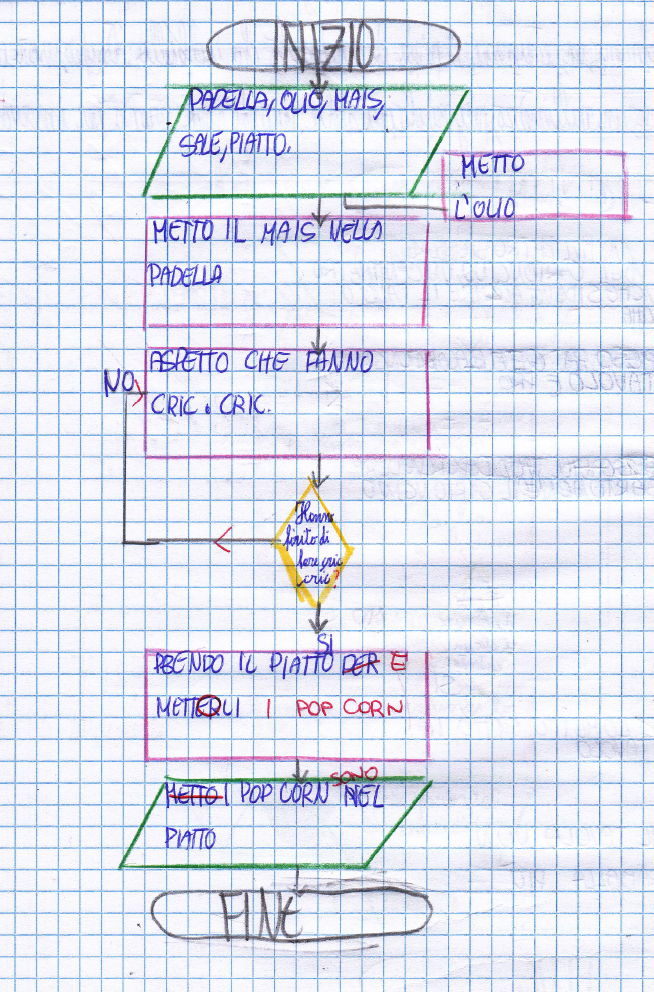 INIZIO
PADELLA, OLIO, MAIS,
SALE, PIATTO.
METTO
L'OLIO
METTO IL MAIS NELLA
PADELLA
ASPETTO CHE FANNO
CRIC e CRIC.
NO
Hanno
finito di
fare cric
cric?
SI
PRENDO IL PIATTO PER E
METTERLI I POP CORN
SONO
METTO I POP CORN NEL
PIATTO
FINE